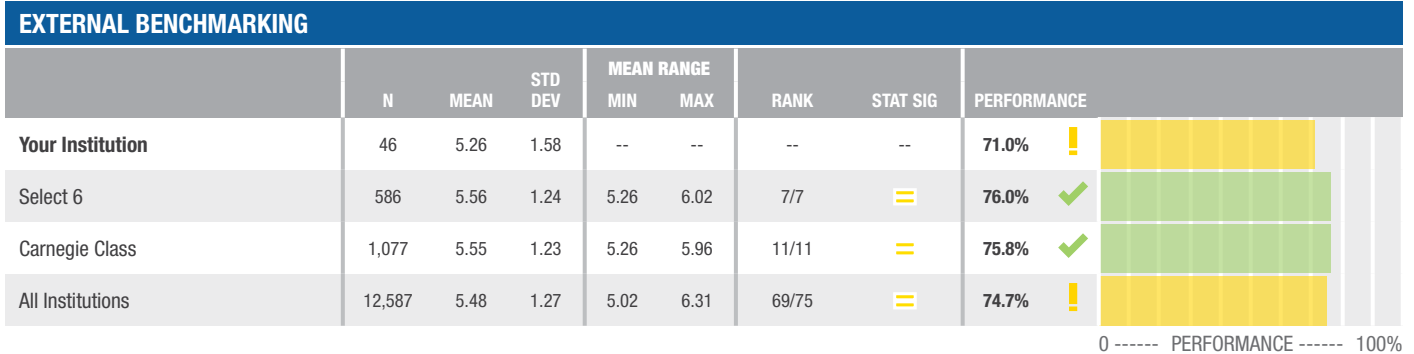 EXTERNAL BENCHMARKING
N MEAN STD DEV MEAN RANGE MIN MAX RANK STAT SIG PERFORMANCE
Your Institution 46 5.26 1.58 -- -- -- -- 71.0% !
Select 6 586 5.56 1.24 5.26 6.02 7/7 = 76.0% ✔
Carnegie Class 1,077 5.55 1.23 5.26 5.96 11/11 = 75.8% ✔
All Institutions 12,587 5.48 1.27 5.02 6.31 69/75 = 74.7% !
0 ------ PERFORMANCE ------ 100%